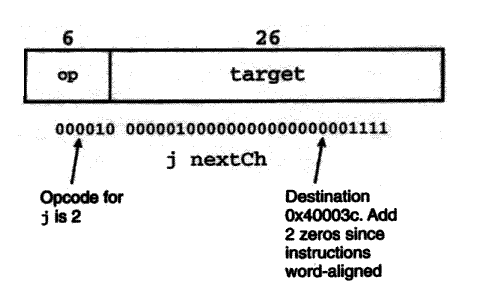 6 26
op target
000010 00000100000000000000001111
j nextCh
Opcode for
j is 2
Destination
0x40003c. Add
2 zeros since
instructions
word-aligned